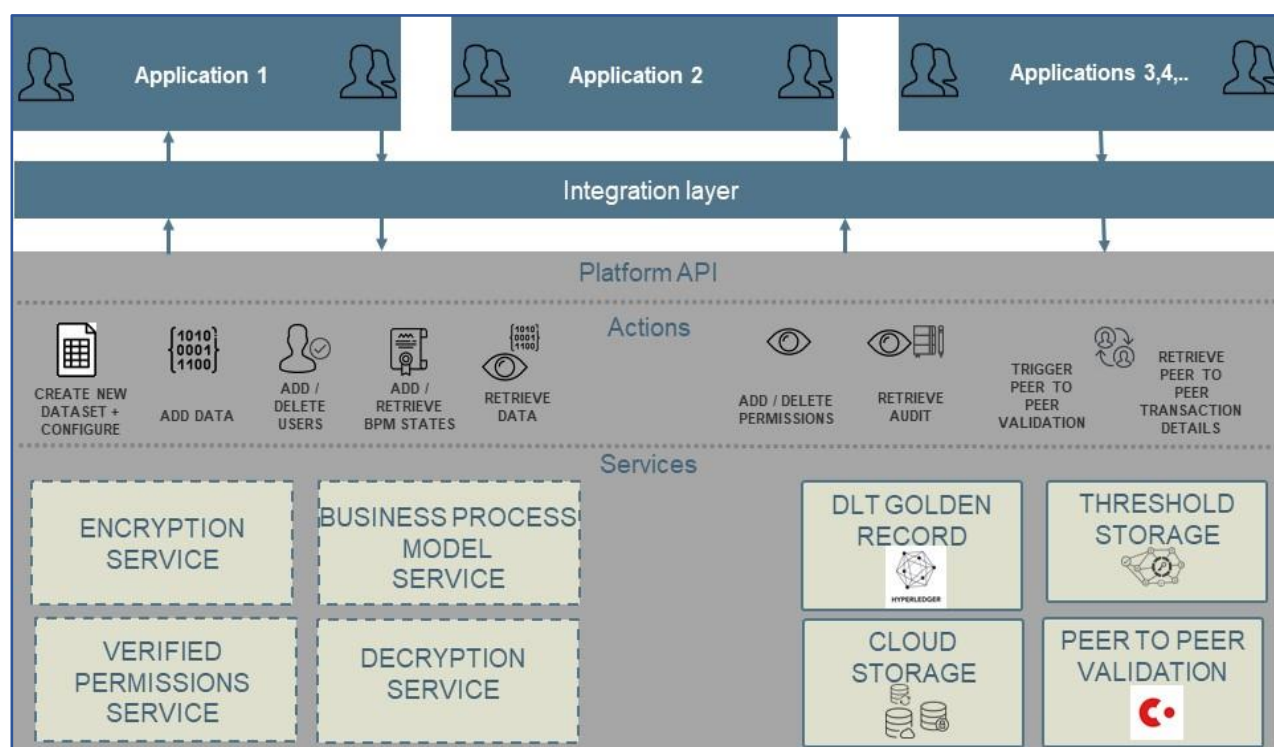 Application 1
Application 2
Applications 3,4,..
Integration layer
Platform API
Actions
{1010}
{0001}
1100}
{1010}
0001
1100}
CREATE NEW
DATASET +
CONFIGURE
ADD DATA
ADD /
DELETE
USERS
ADD /
RETRIEVE
BPM STATES
RETRIEVE
DATA
ADD / DELETE
PERMISSIONS
RETRIEVE
AUDIT
TRIGGER
PEER TO
PEER
VALIDATION
RETRIEVE
PEER TO
PEER
TRANSACTION
DETAILS
Services
ENCRYPTION
SERVICE
BUSINESS PROCESS
MODEL
SERVICE
DLT GOLDEN
RECORD
HYPERLEDGER
THRESHOLD
STORAGE
VERIFIED
PERMISSIONS
SERVICE
DECRYPTION
SERVICE
CLOUD
STORAGE
PEER TO PEER
VALIDATION